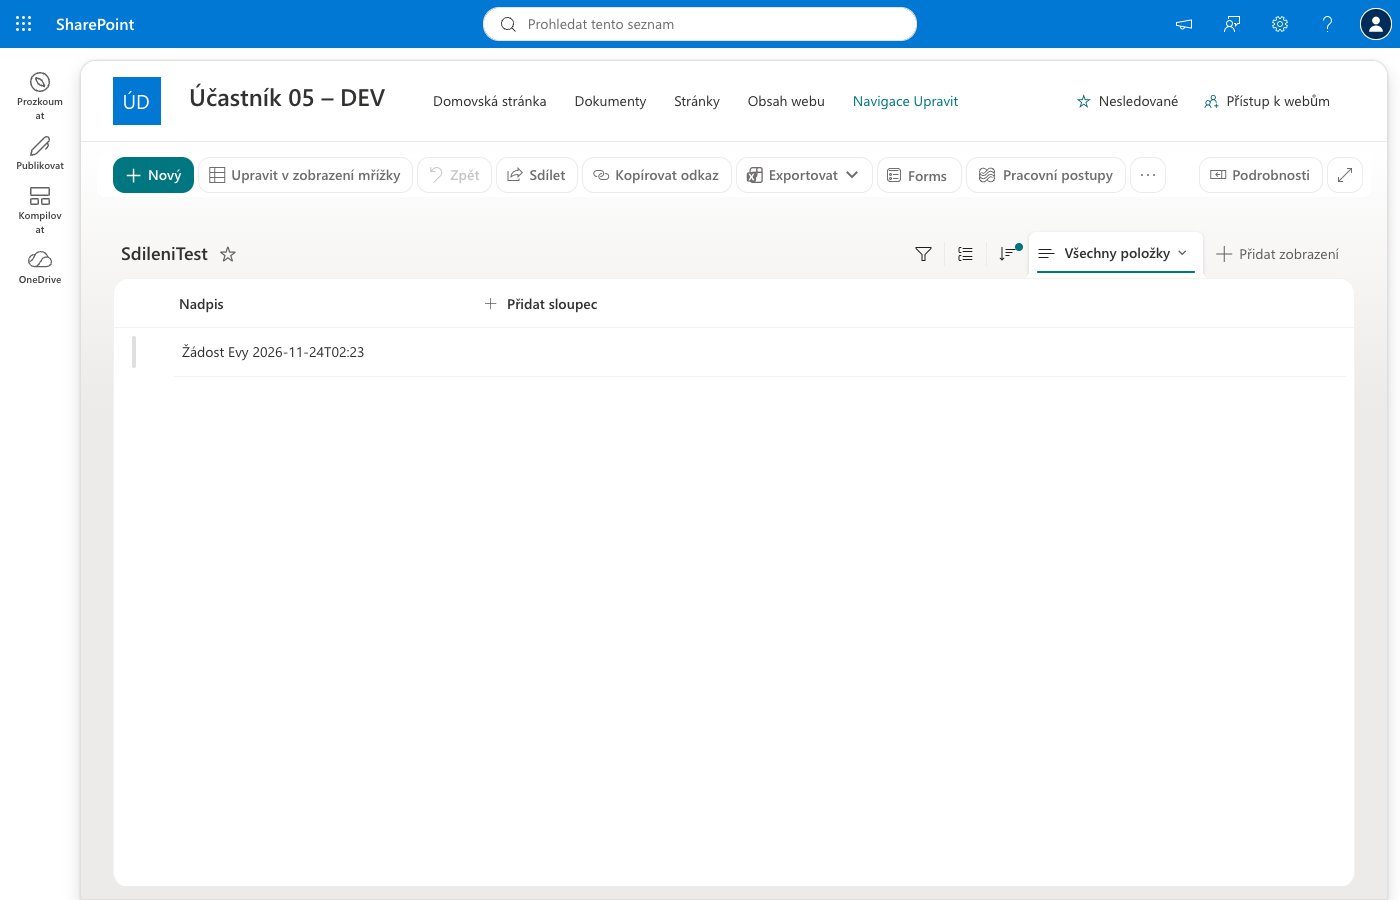 SharePoint
Prohledat tento seznam
Prozkoum
at
Publikovat
Kompilov
at
OneDrive
ÚD
Účastník 05 – DEV
Domovská stránka
Dokumenty
Stránky
Obsah webu
Navigace Upravit
Nesledované
Přístup k webům
Nový
Upravit v zobrazení mřížky
Zpět
Sdílet
Kopírovat odkaz
Exportovat
Forms
Pracovní postupy
Podrobnosti
SdileniTest
Všechny položky
Přidat zobrazení
Nadpis
Přidat sloupec
Žádost Evy 2026-11-24T02:23